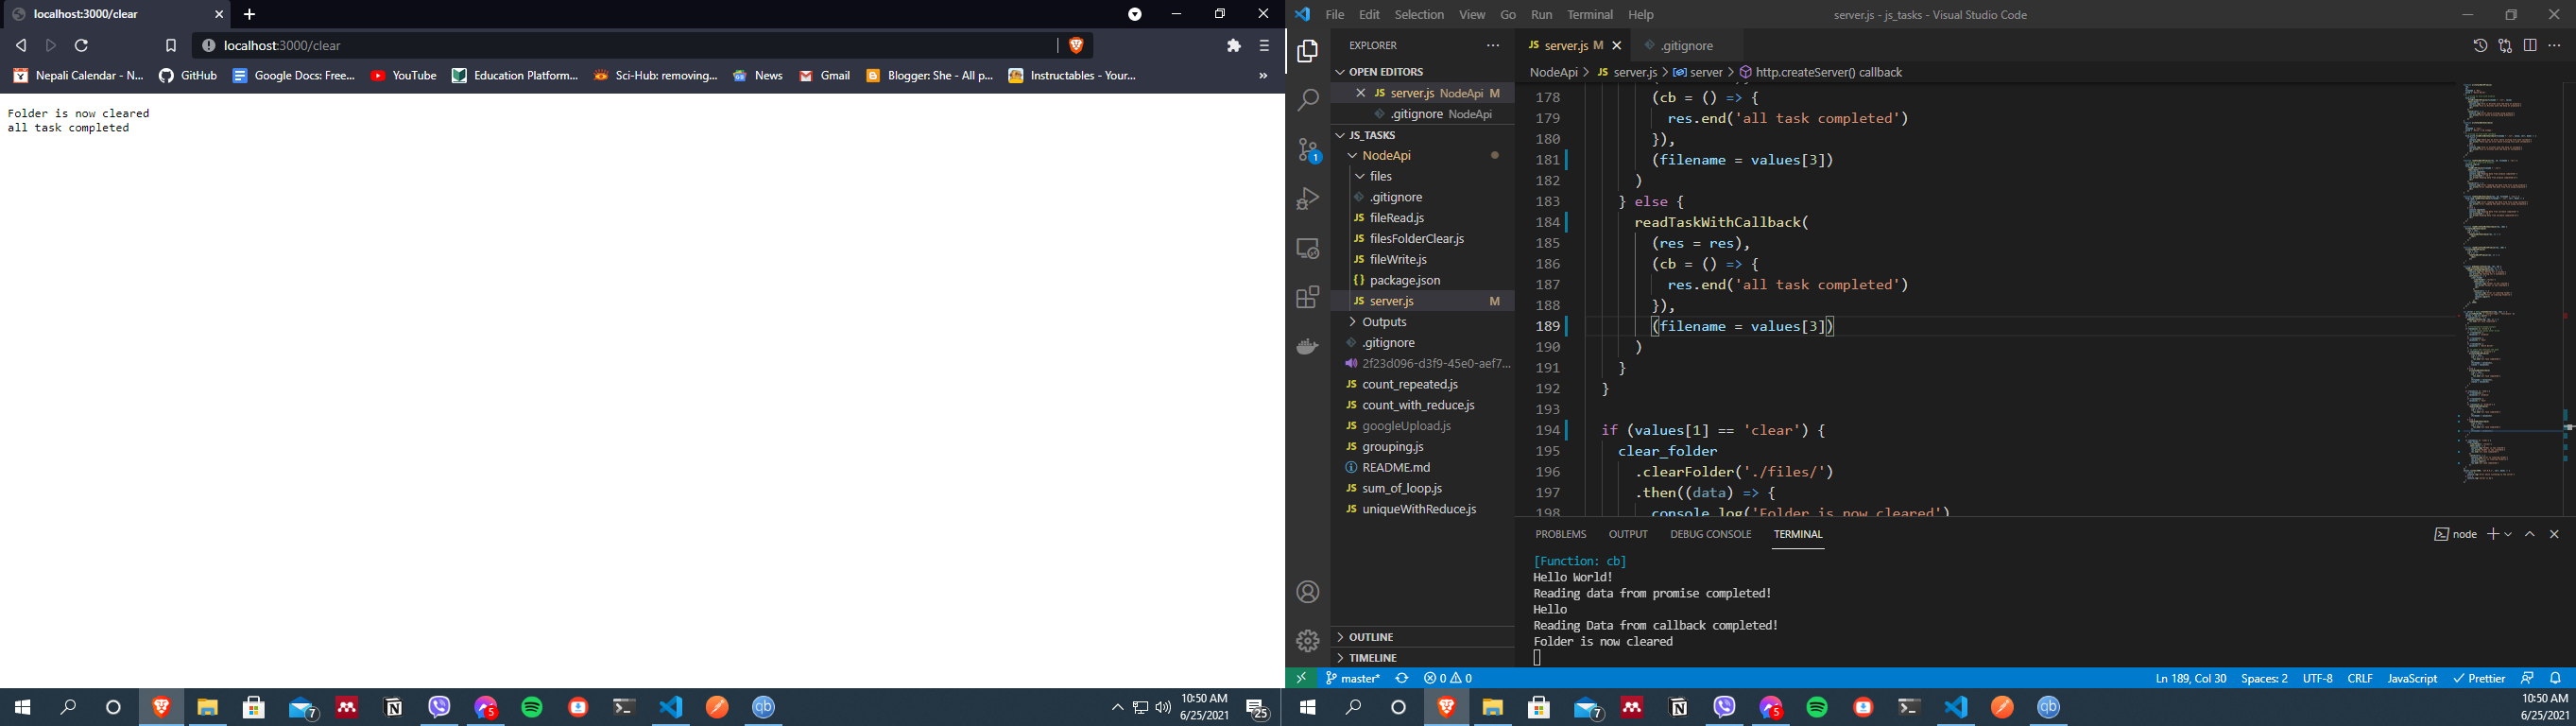 localhost:3000/clear
localhost:3000/clear
Nepali Calendar - N...
GitHub
Google Docs: Free...
YouTube
Education Platform...
Sci-Hub: removing...
News
Gmail
Blogger: She - All p...
Instructables - Your...
»
Folder is now cleared
all task completed
7
N
5
qb
10:50 AM
6/25/2021
25
File Edit Selection View Go Run Terminal Help
server.js - js_tasks - Visual Studio Code
EXPLORER
OPEN EDITORS
JS server.js NodeApi M
.gitignore NodeApi
JS_TASKS
NodeApi
files
.gitignore
JS fileRead.js
JS filesFolderClear.js
JS fileWrite.js
{} package.json
JS server.js M
Outputs
.gitignore
2f23d096-d3f9-45e0-aef7...
JS count_repeated.js
JS count_with_reduce.js
JS googleUpload.js
JS grouping.js
README.md
JS sum_of_loop.js
JS uniqueWithReduce.js
OUTLINE
TIMELINE
1
JS server.js M
.gitignore
NodeApi > JS server.js > server > http.createServer() callback
178 (cb = () => {
179 res.end('all task completed')
180 }),
181 (filename = values[3])
182 )
183 } else {
184 readTaskWithCallback(
185 (res = res),
186 (cb = () => {
187 res.end('all task completed')
188 }),
189 (filename = values[3])
190 )
191 }
192 }
193
194 if (values[1] == 'clear') {
195 clear_folder
196 .clearFolder('./files/')
197 .then((data) => {
198 console.log('Folder is now cleared')
PROBLEMS OUTPUT DEBUG CONSOLE TERMINAL
node
[Function: cb]
Hello World!
Reading data from promise completed!
Hello
Reading Data from callback completed!
Folder is now cleared
master*
0 0
Ln 189, Col 30 Spaces: 2 UTF-8 CRLF JavaScript Prettier
7
N
5
qb
10:50 AM
6/25/2021